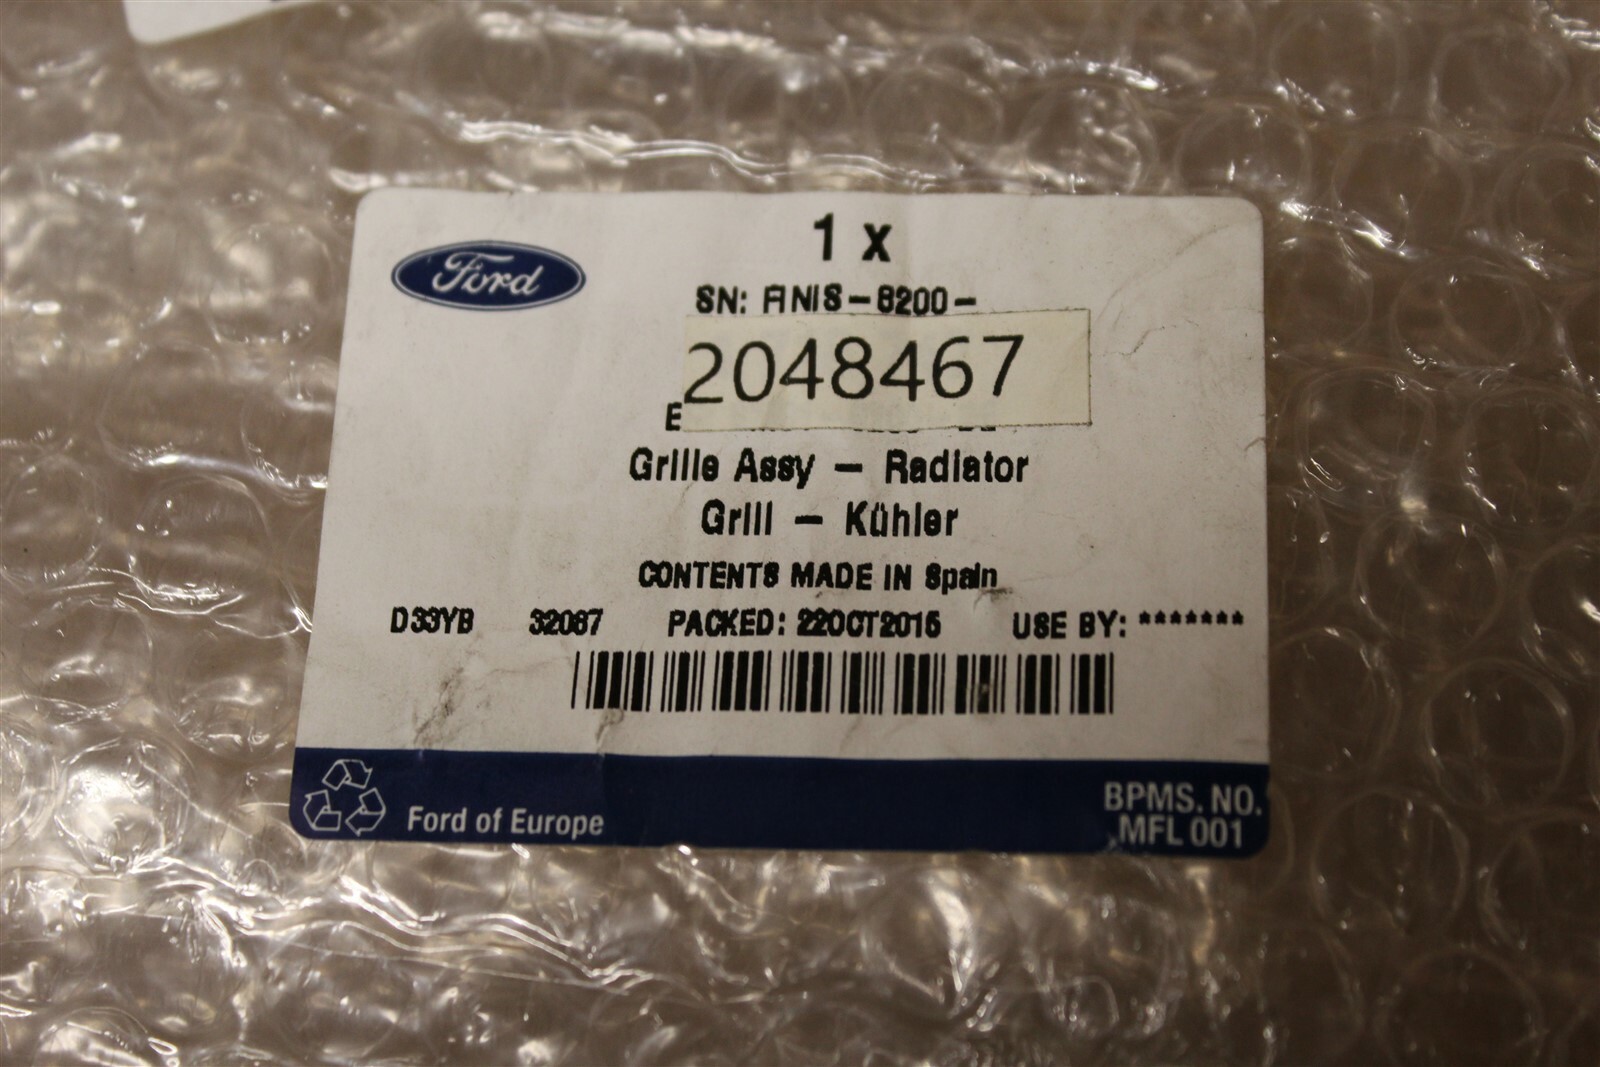 1 x
Ford
SN: FINIS-8200-
2048467
E
Grille Assy - Radiator
Grill - Kühler
CONTENTS MADE IN Spain
D33YB 32067 PACKED: 22OCT2015 USE BY: *******
Ford of Europe
BPMS. NO.
MFL 001